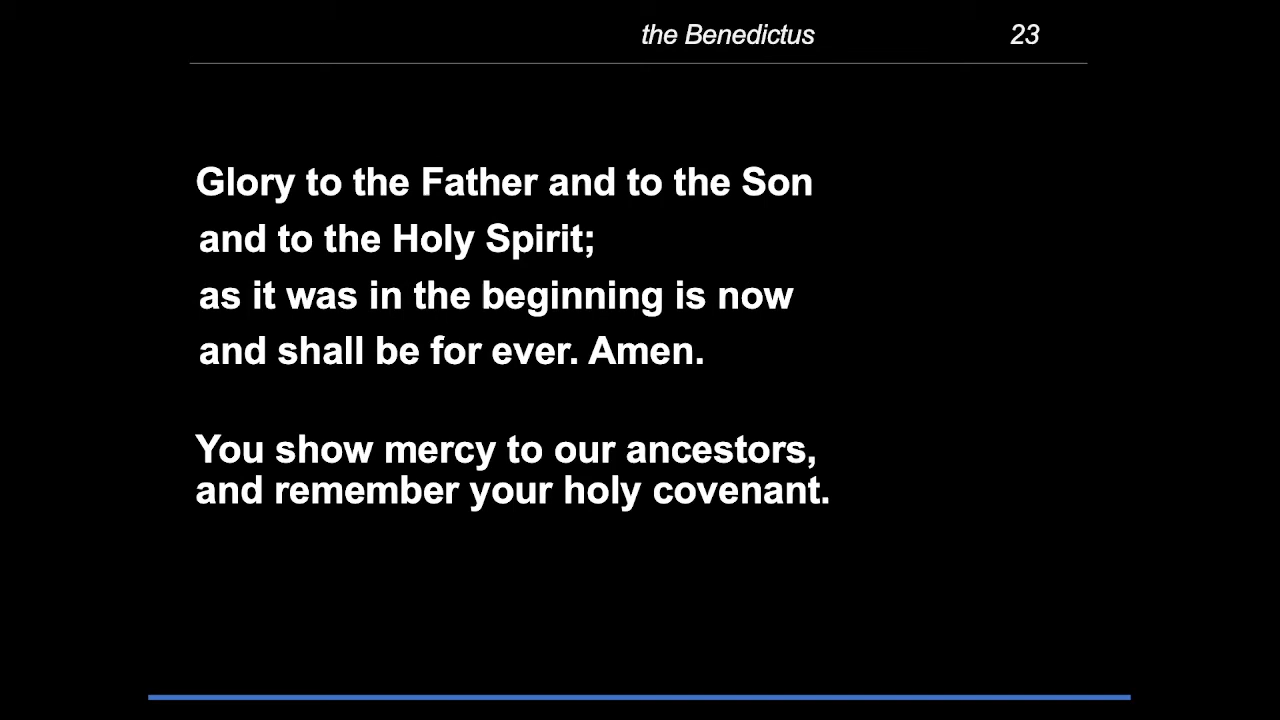 the Benedictus 23
Glory to the Father and to the Son
and to the Holy Spirit;
as it was in the beginning is now
and shall be for ever. Amen.
You show mercy to our ancestors,
and remember your holy covenant.